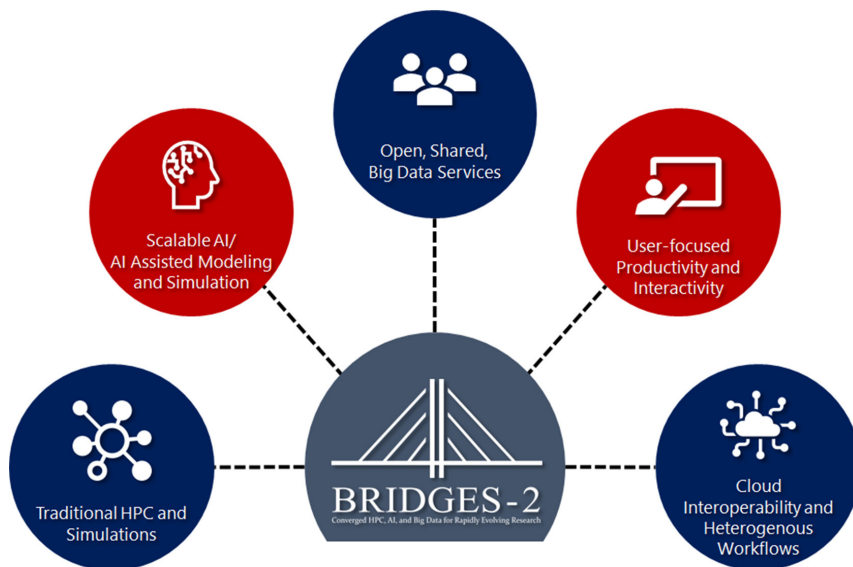 Open, Shared,
Big Data Services
Scalable AI/
AI Assisted Modeling
and Simulation
User-focused
Productivity and
Interactivity
Traditional HPC and
Simulations
BRIDGES-2
Converged HPC, AI, and Big Data for Rapidly Evolving Research
Cloud
Interoperability and
Heterogenous
Workflows